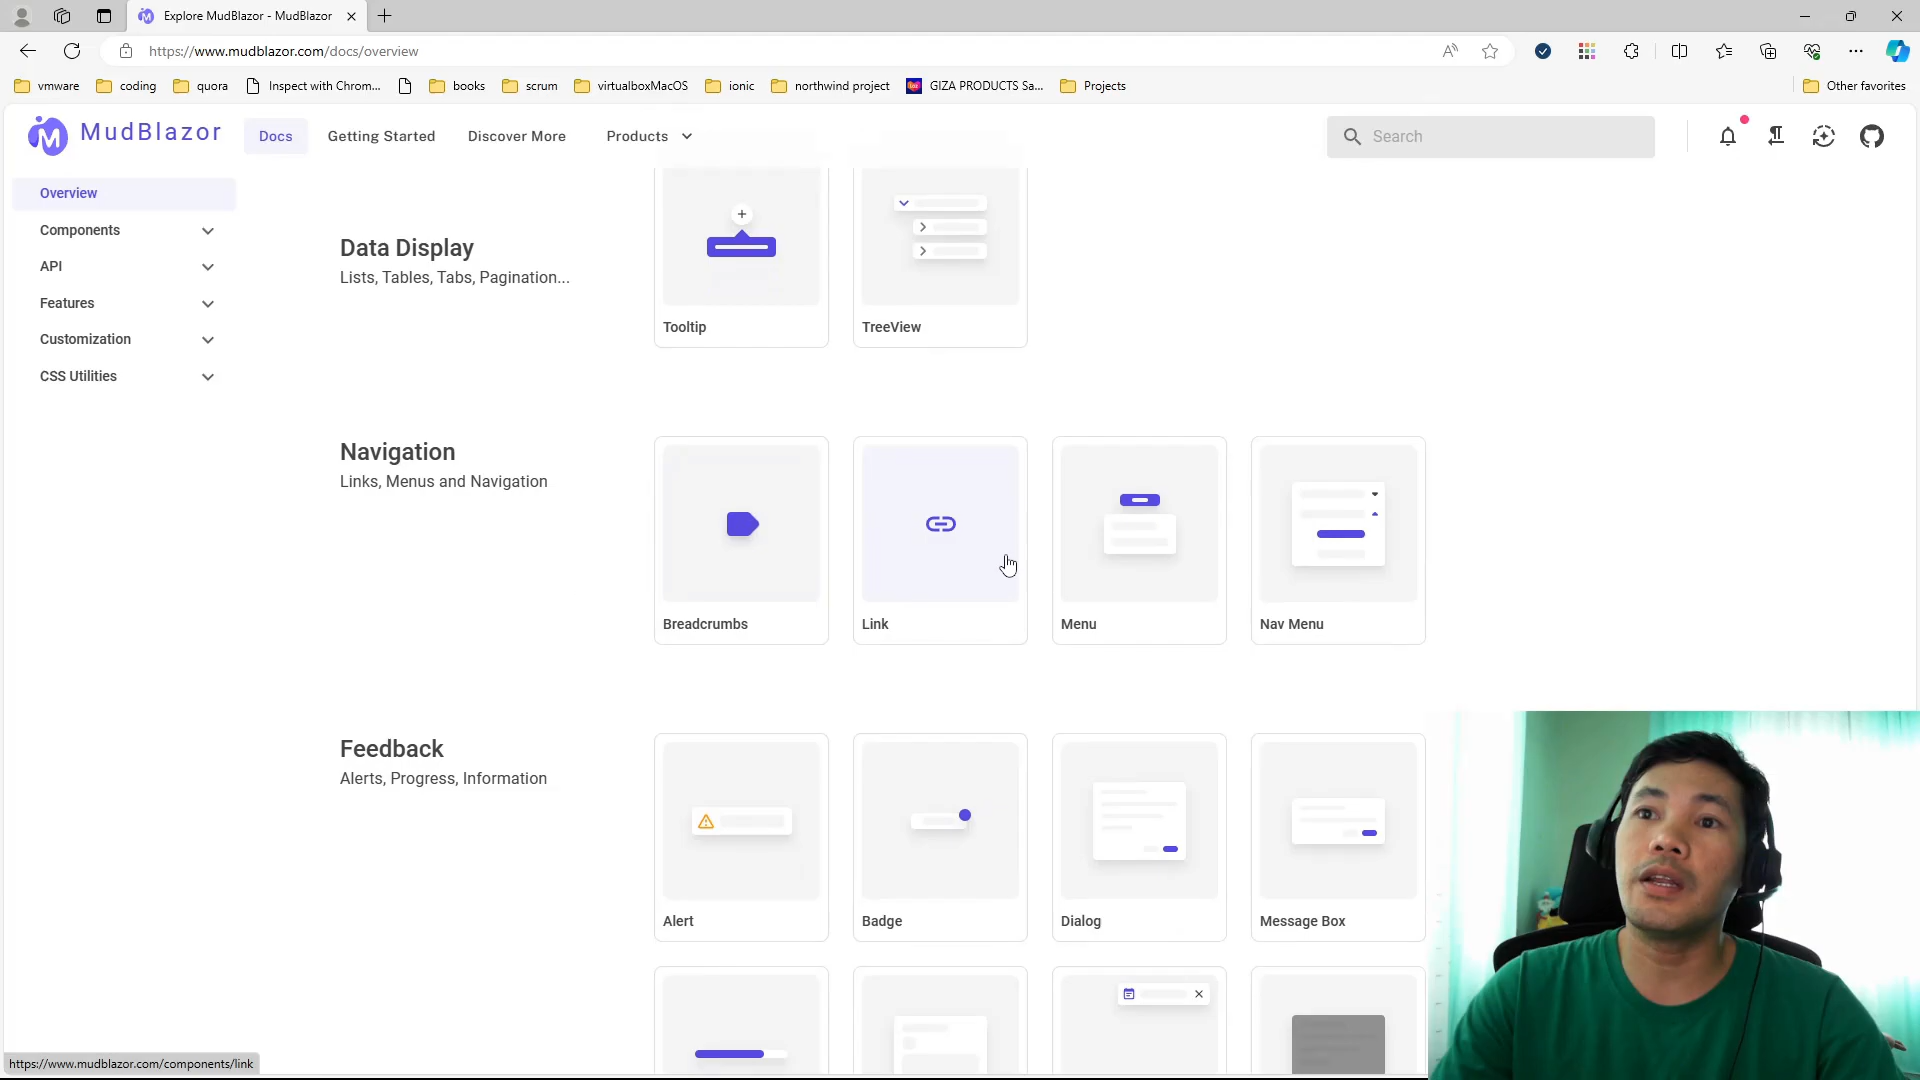 Explore MudBlazor - MudBlazor
https://www.mudblazor.com/docs/overview
vmware
coding
quora
Inspect with Chrom...
books
scrum
virtualboxMacOS
ionic
northwind project
GIZA PRODUCTS Sa...
Projects
Other favorites
MudBlazor
Docs
Getting Started
Discover More
Products
Search
Overview
Components
API
Features
Customization
CSS Utilities
Data Display
Lists, Tables, Tabs, Pagination...
Tooltip
TreeView
Navigation
Links, Menus and Navigation
Breadcrumbs
Link
Menu
Nav Menu
Feedback
Alerts, Progress, Information
Alert
Badge
Dialog
Message Box
https://www.mudblazor.com/components/link